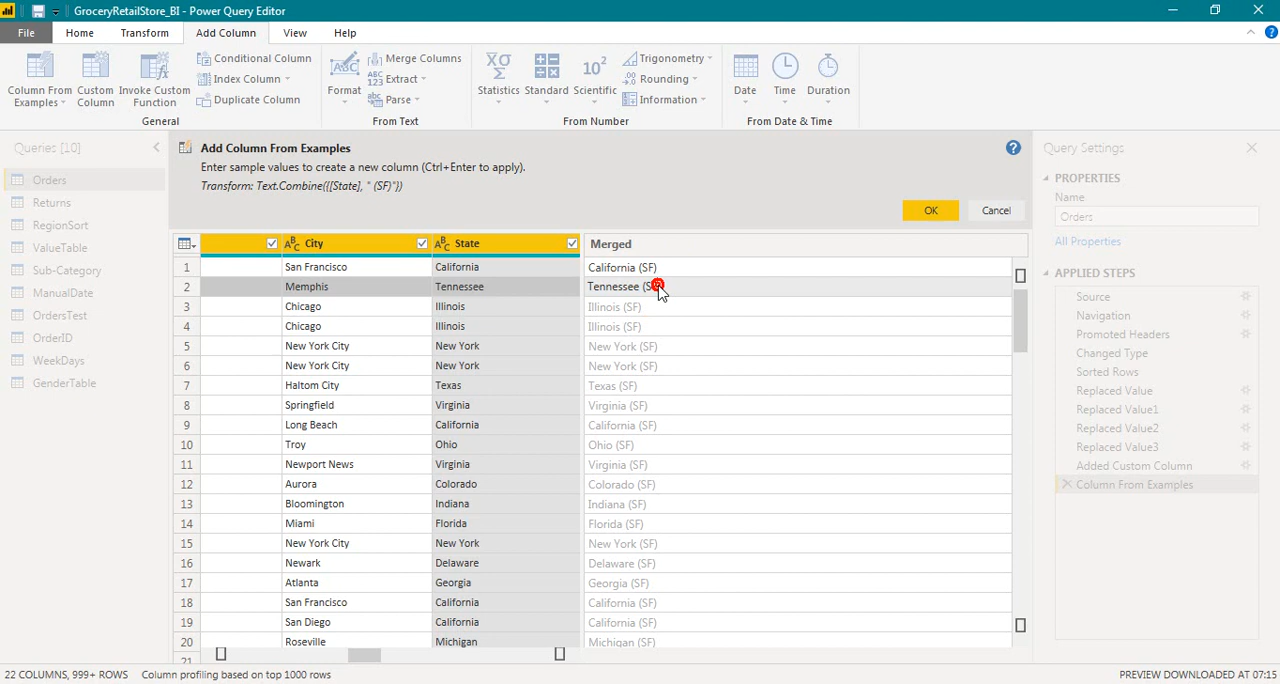 GroceryRetailStore_BI - Power Query Editor
File Home Transform Add Column View Help
Column From Examples
Custom Column
Invoke Custom Function
Conditional Column
Index Column
Duplicate Column
General
Format
Merge Columns
Extract
Parse
From Text
Statistics
Standard
Scientific
Trigonometry
Rounding
Information
From Number
Date
Time
Duration
From Date & Time
Queries [10]
Orders
Returns
RegionSort
ValueTable
Sub-Category
ManualDate
OrdersTest
OrderID
WeekDays
GenderTable
Add Column From Examples
Enter sample values to create a new column (Ctrl+Enter to apply).
Transform: Text.Combine({[State], " (SF)"})
OK Cancel
City State Merged
1 San Francisco California California (SF)
2 Memphis Tennessee Tennessee (S
3 Chicago Illinois Illinois (SF)
4 Chicago Illinois Illinois (SF)
5 New York City New York New York (SF)
6 New York City New York New York (SF)
7 Haltom City Texas Texas (SF)
8 Springfield Virginia Virginia (SF)
9 Long Beach California California (SF)
10 Troy Ohio Ohio (SF)
11 Newport News Virginia Virginia (SF)
12 Aurora Colorado Colorado (SF)
13 Bloomington Indiana Indiana (SF)
14 Miami Florida Florida (SF)
15 New York City New York New York (SF)
16 Newark Delaware Delaware (SF)
17 Atlanta Georgia Georgia (SF)
18 San Francisco California California (SF)
19 San Diego California California (SF)
20 Roseville Michigan Michigan (SF)
21
Query Settings
PROPERTIES
Name
Orders
All Properties
APPLIED STEPS
Source
Navigation
Promoted Headers
Changed Type
Sorted Rows
Replaced Value
Replaced Value1
Replaced Value2
Replaced Value3
Added Custom Column
Column From Examples
22 COLUMNS, 999+ ROWS Column profiling based on top 1000 rows PREVIEW DOWNLOADED AT 07:15